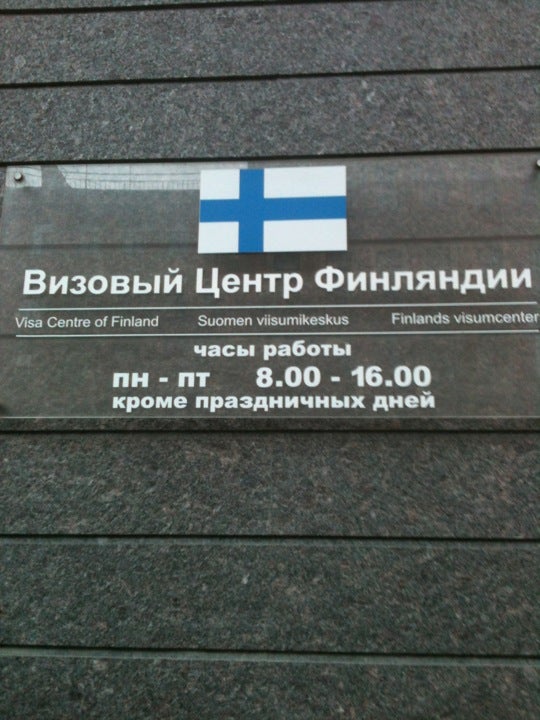 Визовый Центр Финляндии
Visa Centre of Finland Suomen viisumikeskus Finlands visumcenter
часы работы
пн - пт 8.00 - 16.00
кроме праздничных дней